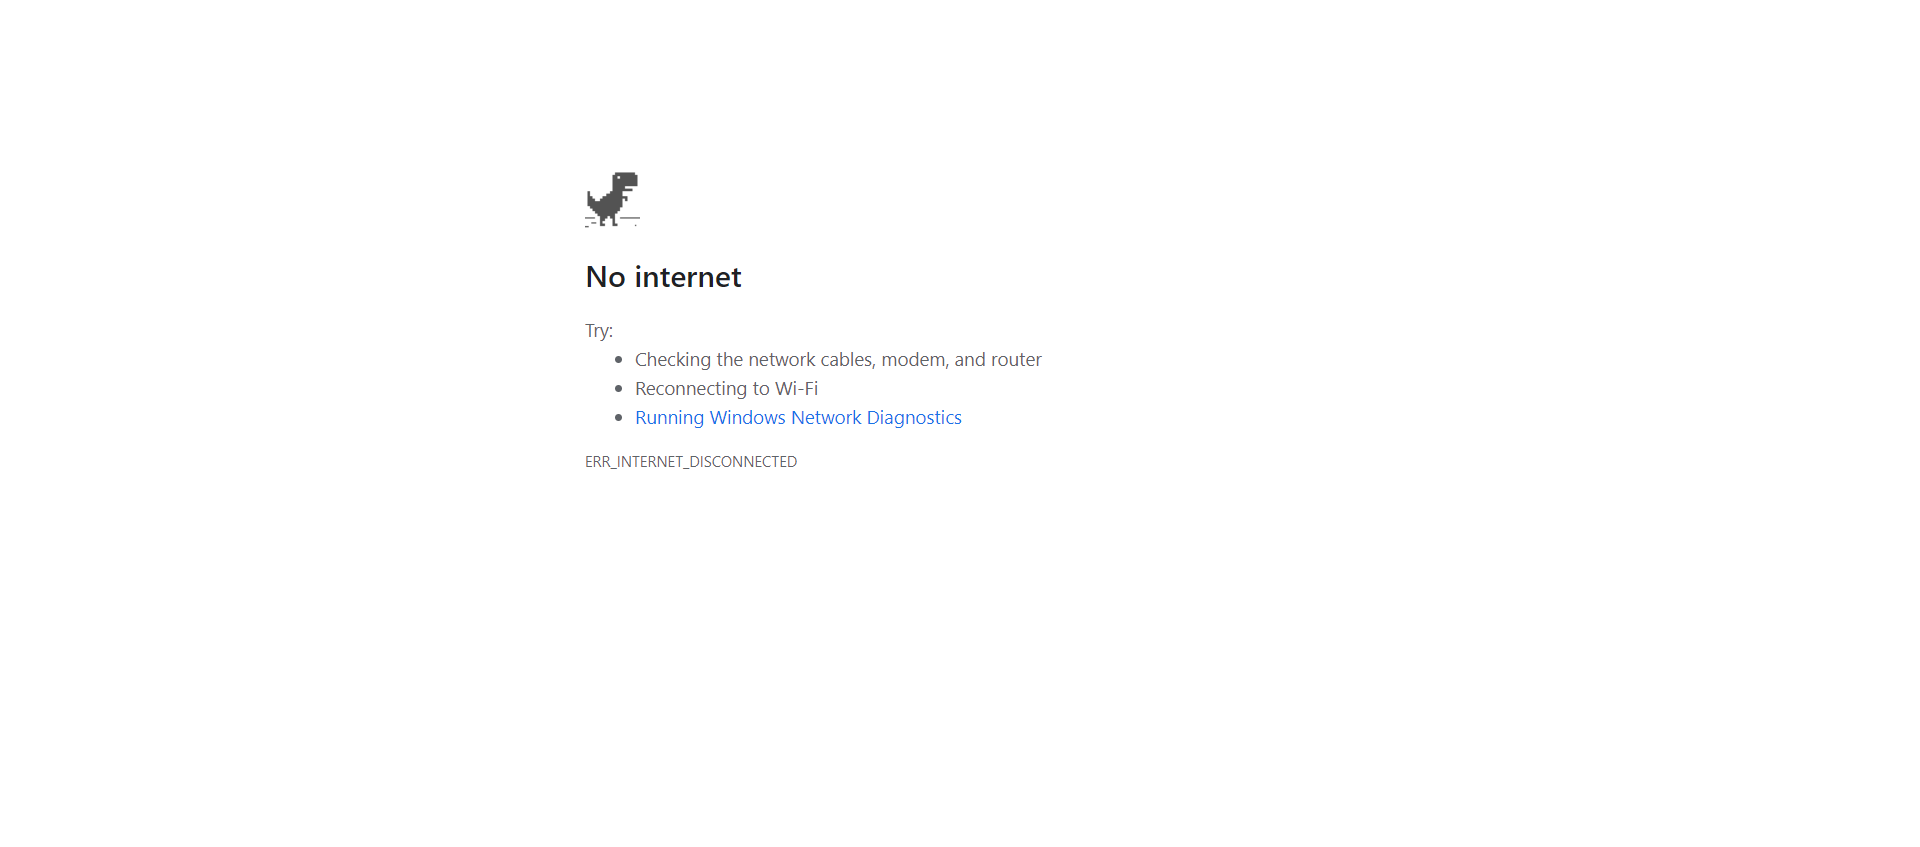 No internet
Try:
Checking the network cables, modem, and router
Reconnecting to Wi-Fi
Running Windows Network Diagnostics
ERR_INTERNET_DISCONNECTED